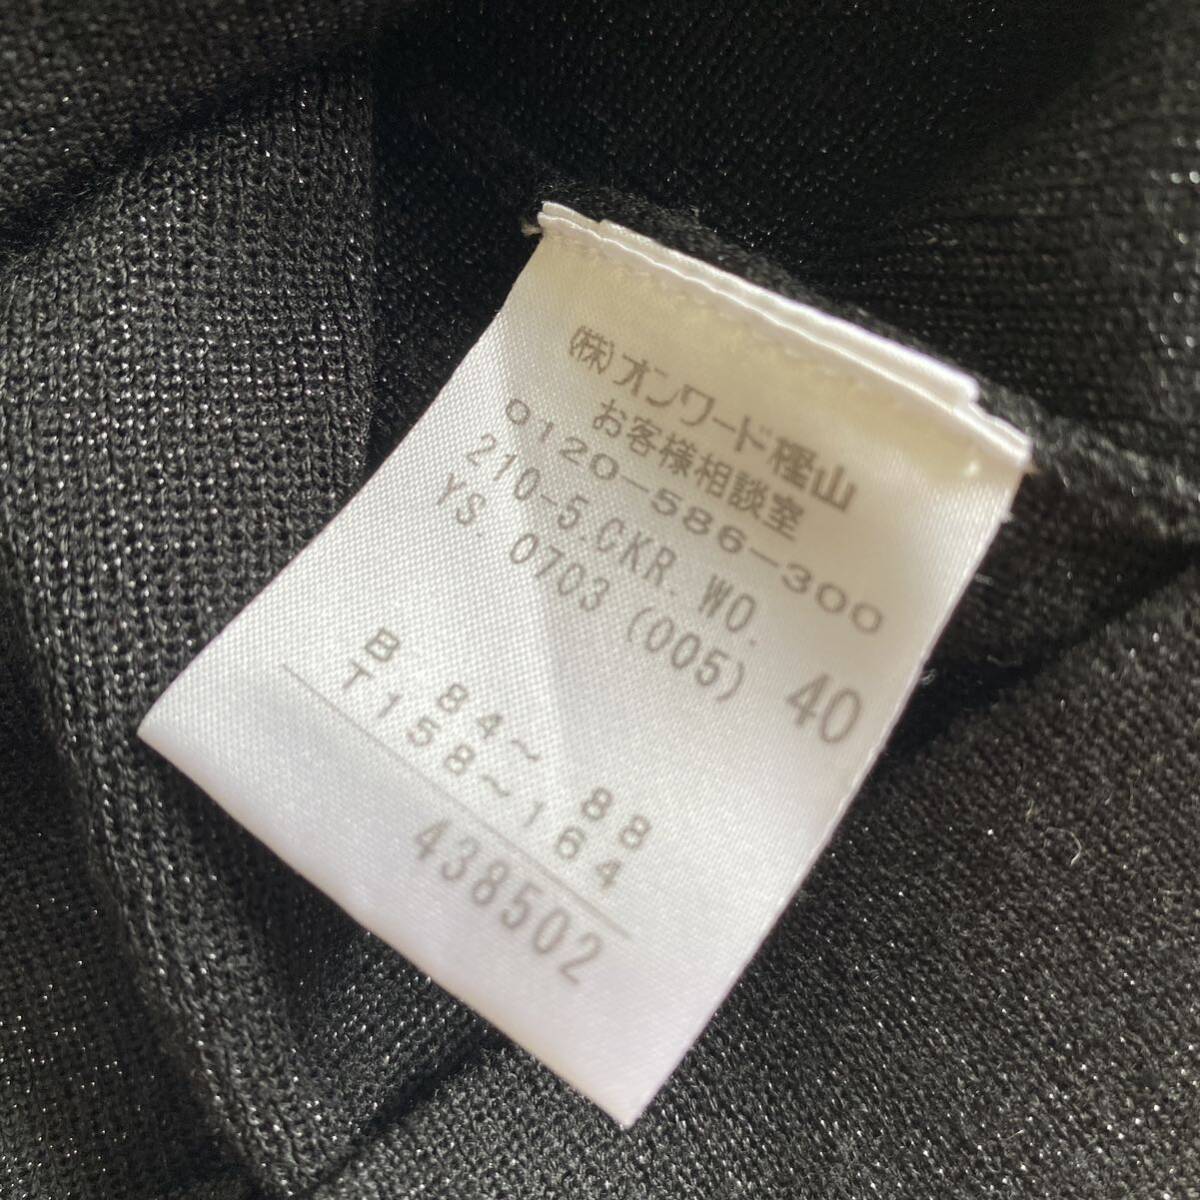 (株)オンワード樫山
お客様相談室
0120-586-300
210-5.CKR.WO.
YS. 0703 (005) 40
B 84～ 88
T158～164
438502